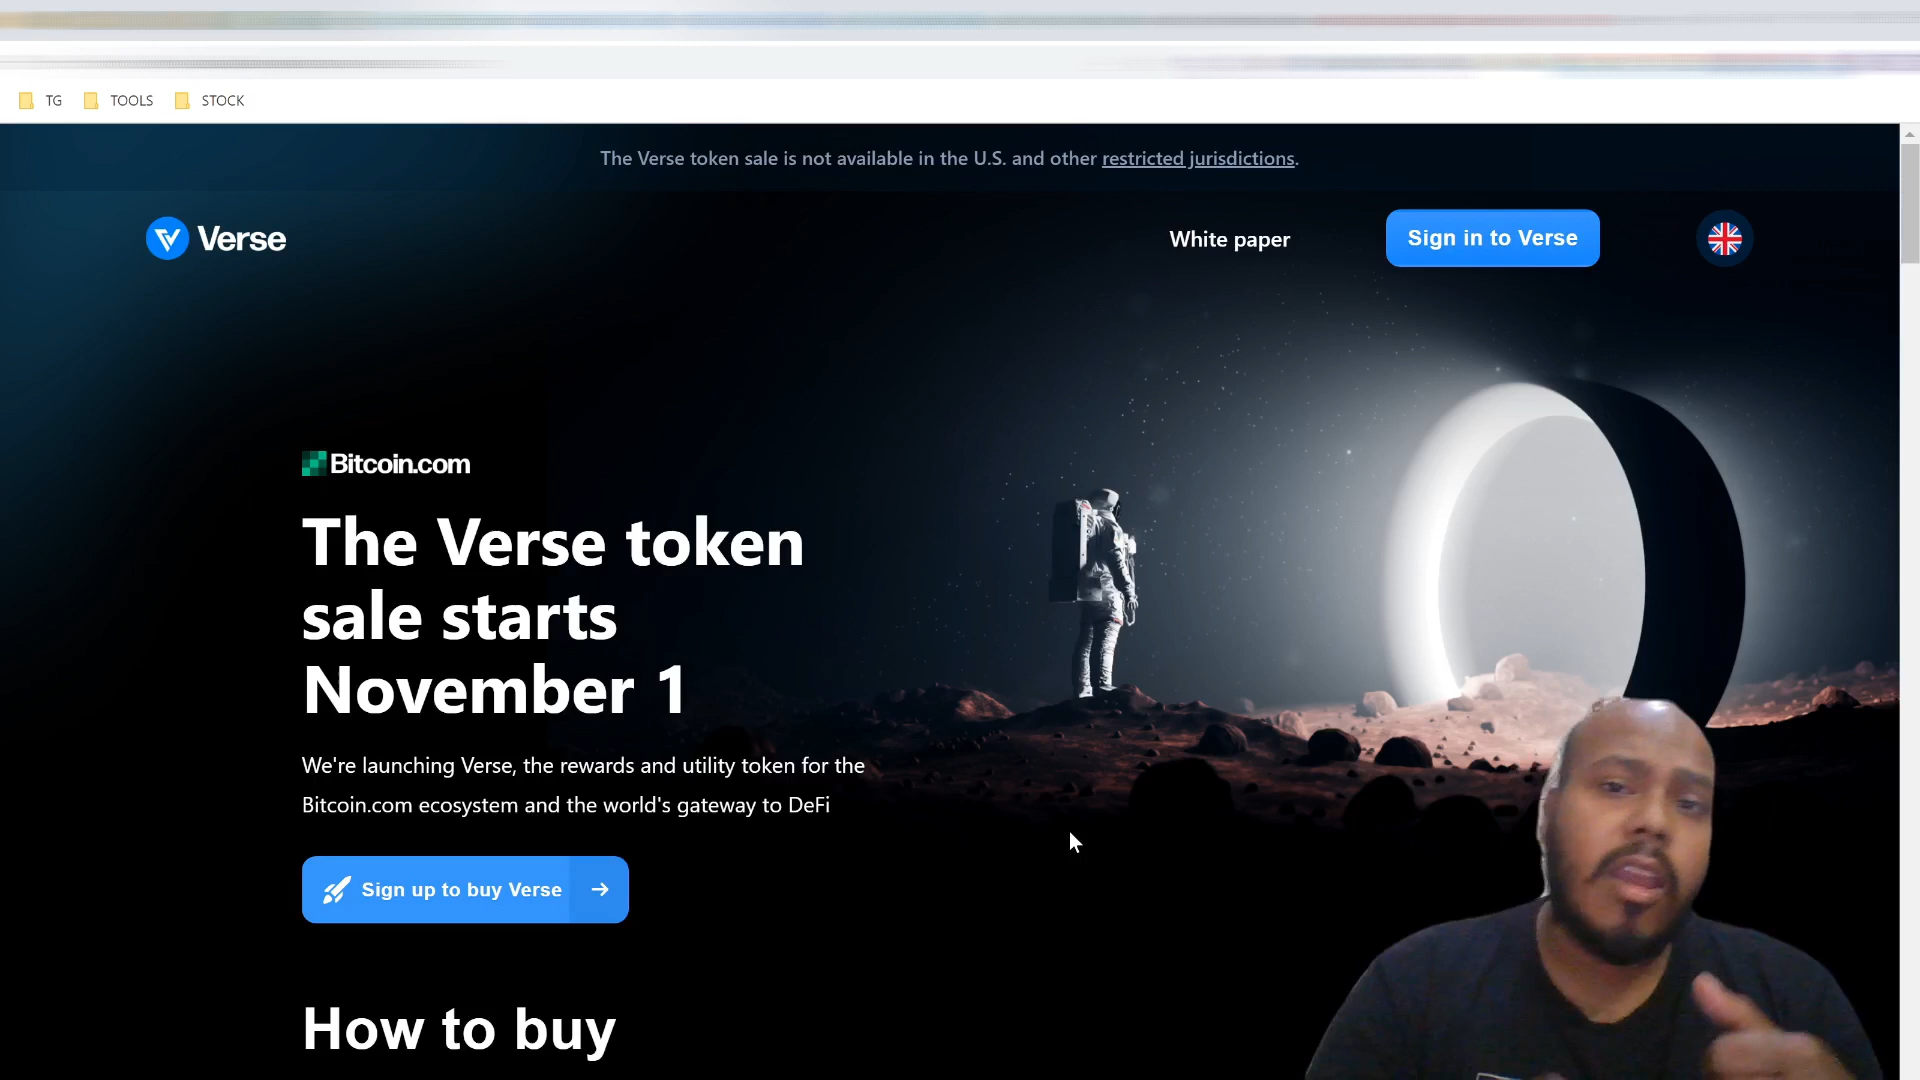 TG TOOLS STOCK
The Verse token sale is not available in the U.S. and other restricted jurisdictions.
Verse White paper Sign in to Verse
Bitcoin.com
The Verse token
sale starts
November 1
We're launching Verse, the rewards and utility token for the
Bitcoin.com ecosystem and the world's gateway to DeFi
Sign up to buy Verse →
How to buy